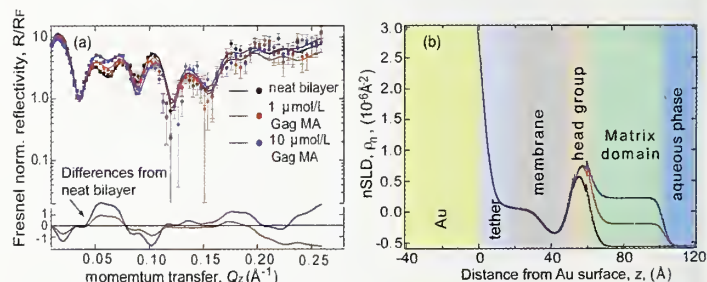 Fresnel norm. reflectivity, R/RF
10
1.0
0.1
1
0
-1
(a)
neat bilayer
1 μmol/L
Gag MA
10 μmol/L
Gag MA
Differences from
neat bilayer
0.05
0.10
0.15
0.20
0.25
momemtum transfer, Qz (Å-1)
nSLD, ρn, (10-6Å-2)
3.0
2.5
2.0
1.5
1.0
0.5
0.0
-0.5
(b)
Au
tether
membrane
head group
Matrix
domain
aqueous phase
-40
0
40
80
120
Distance from Au surface, z, (Å)